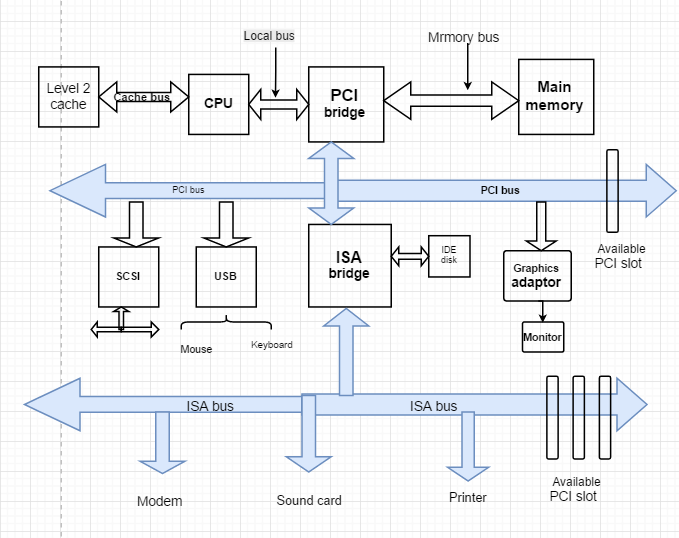 Local bus
Mrmory bus
Level 2
cache
Cache bus
CPU
PCI
bridge
Main
memory
PCI bus
PCI bus
Available
PCI slot
SCSI
USB
ISA
bridge
IDE
disk
Graphics
adaptor
Mouse
Keyboard
Monitor
ISA bus
ISA bus
Available
PCI slot
Modem
Sound card
Printer